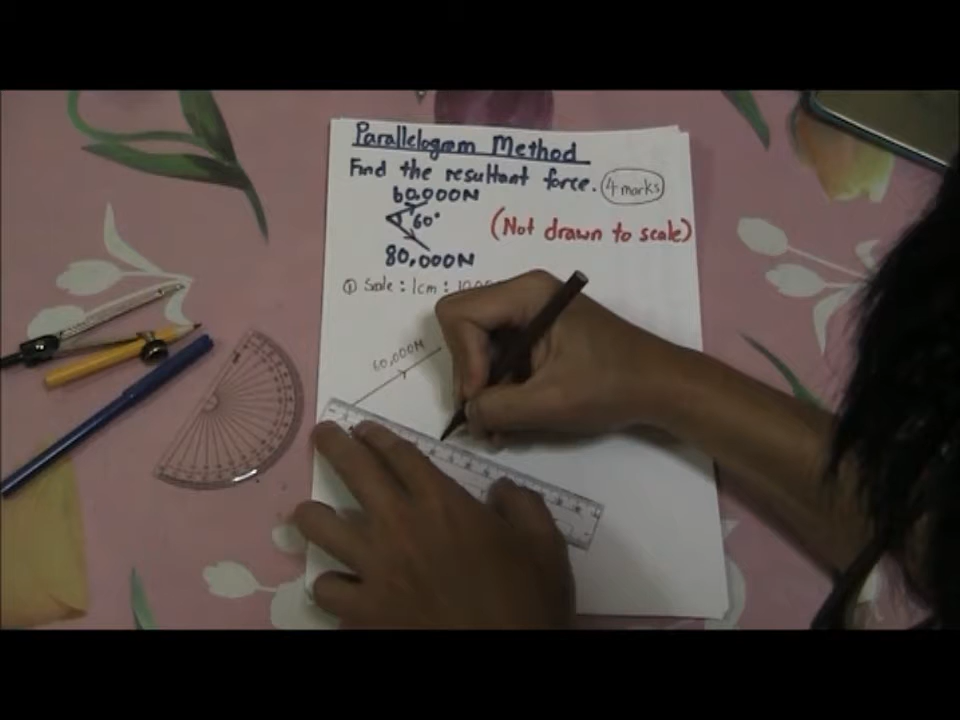 Parallelogram Method
Find the resultant force. 4 marks
60,000N
60°
(Not drawn to scale)
80,000N
① Scale : 1cm :
60,000N